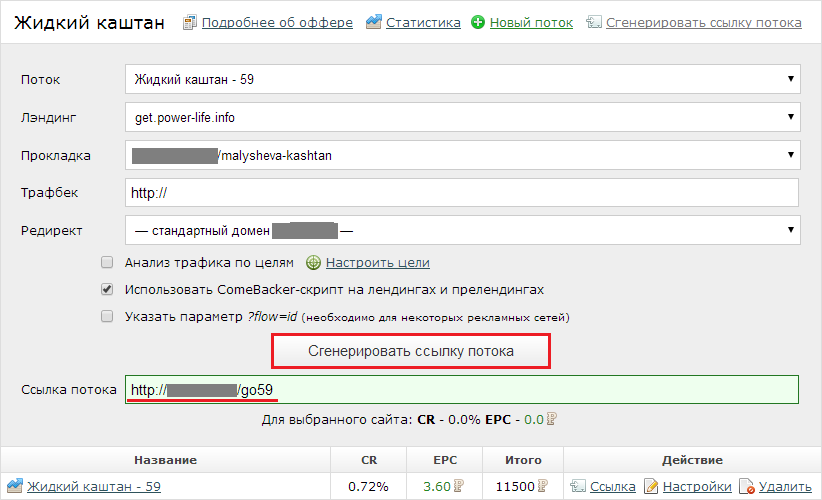 Жидкий каштан Подробнее об оффере Статистика Новый поток Сгенерировать ссылку потока
Поток Жидкий каштан - 59
Лэндинг get.power-life.info
Прокладка /malysheva-kashtan
Трафбек http://
Редирект — стандартный домен —
Анализ трафика по целям Настроить цели
Использовать ComeBacker-скрипт на лендингах и прелендингах
Указать параметр ?flow=id (необходимо для некоторых рекламных сетей)
Сгенерировать ссылку потока
Ссылка потока http:// /go59
Для выбранного сайта: CR - 0.0% EPC - 0.0 ₽
Название CR EPC Итого Действие
Жидкий каштан - 59 0.72% 3.60 ₽ 11500 ₽ Ссылка Настройки Удалить